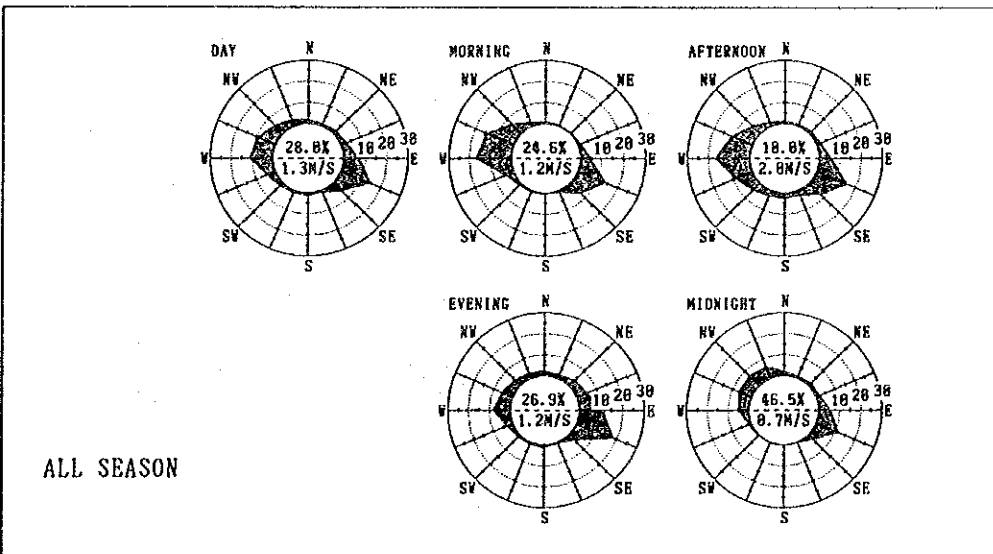 DAY
N
NW
NE
10 20 30
W
E
28.0%
1.3M/S
SW
SE
S
MORNING
N
NW
NE
10 20 30
W
E
24.6%
1.2M/S
SW
SE
S
AFTERNOON
N
NW
NE
10 20 30
W
E
10.0%
2.0M/S
SW
SE
S
EVENING
N
NW
NE
10 20 30
W
E
26.9%
1.2M/S
SW
SE
S
MIDNIGHT
N
NW
NE
10 20 30
W
E
46.5%
0.7M/S
SW
SE
S
ALL SEASON